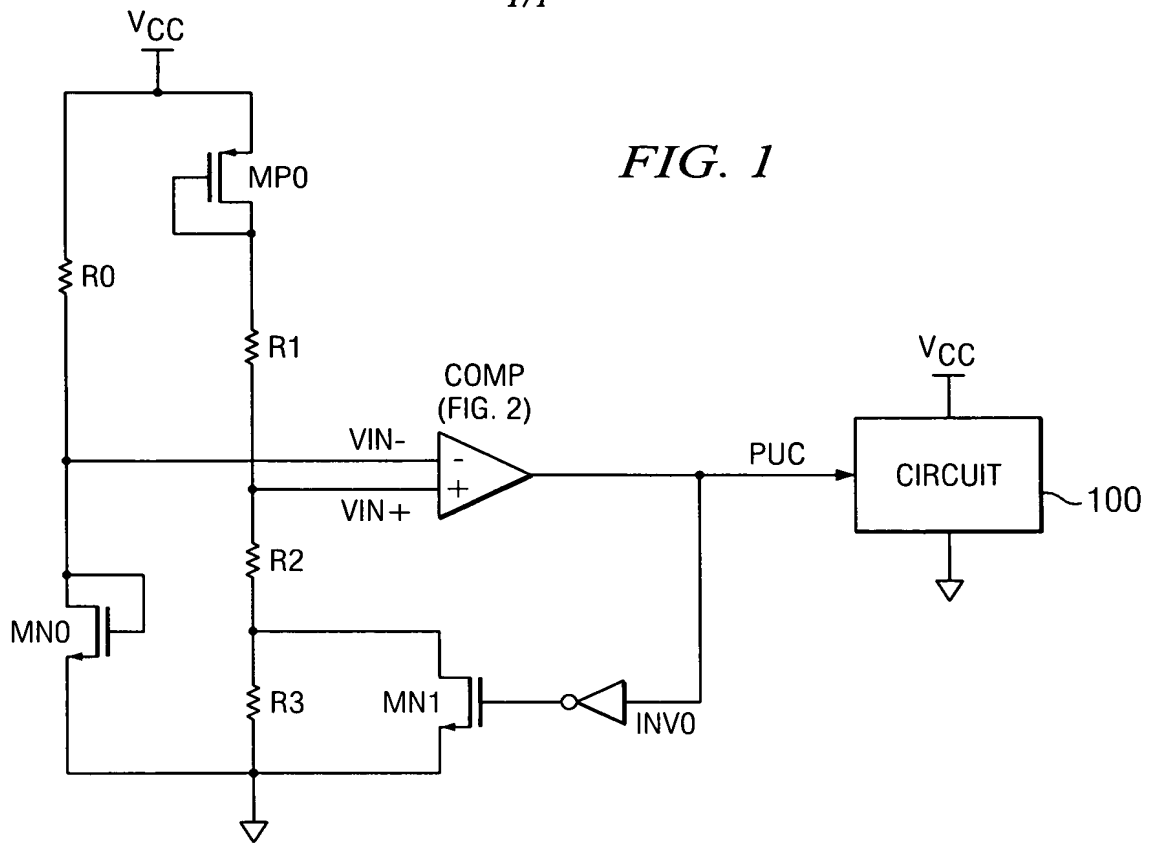 1/1
VCC
FIG. 1
MP0
R0
R1
COMP
(FIG. 2)
VCC
VIN-
-
PUC
CIRCUIT
100
+
VIN+
R2
MN0
R3
MN1
INV0